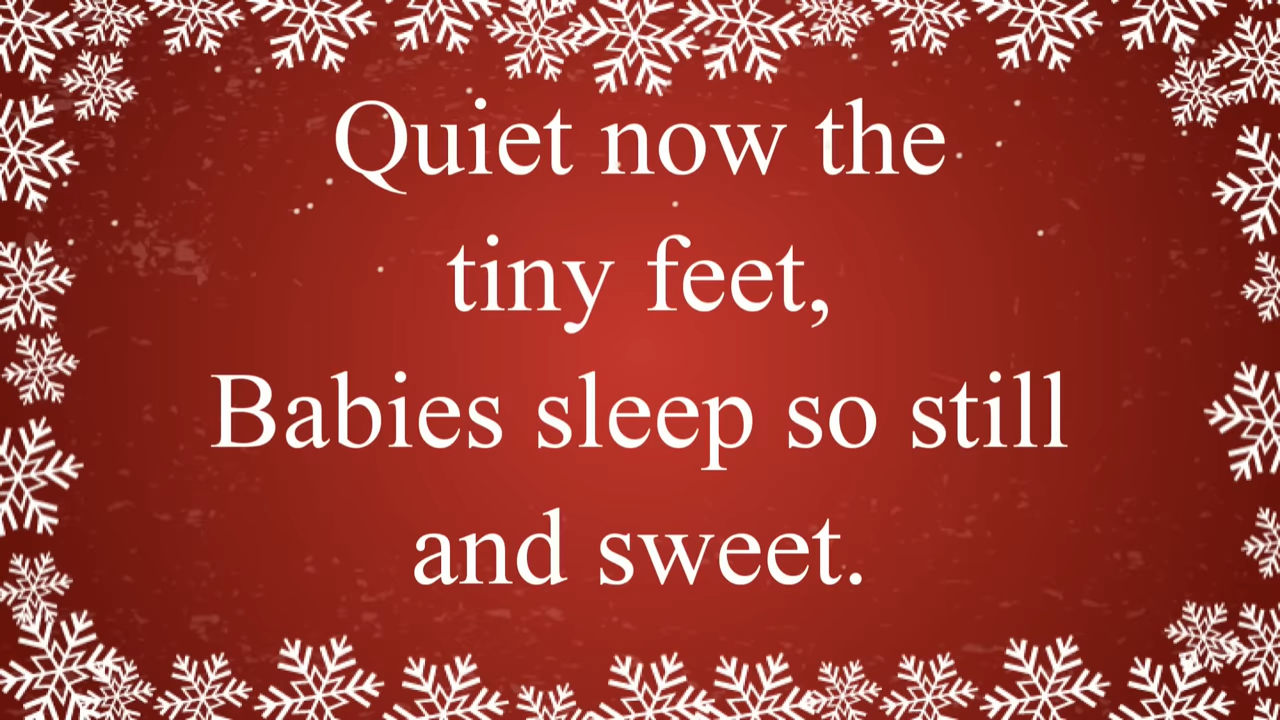 Quiet now the
tiny feet,
Babies sleep so still
and sweet.